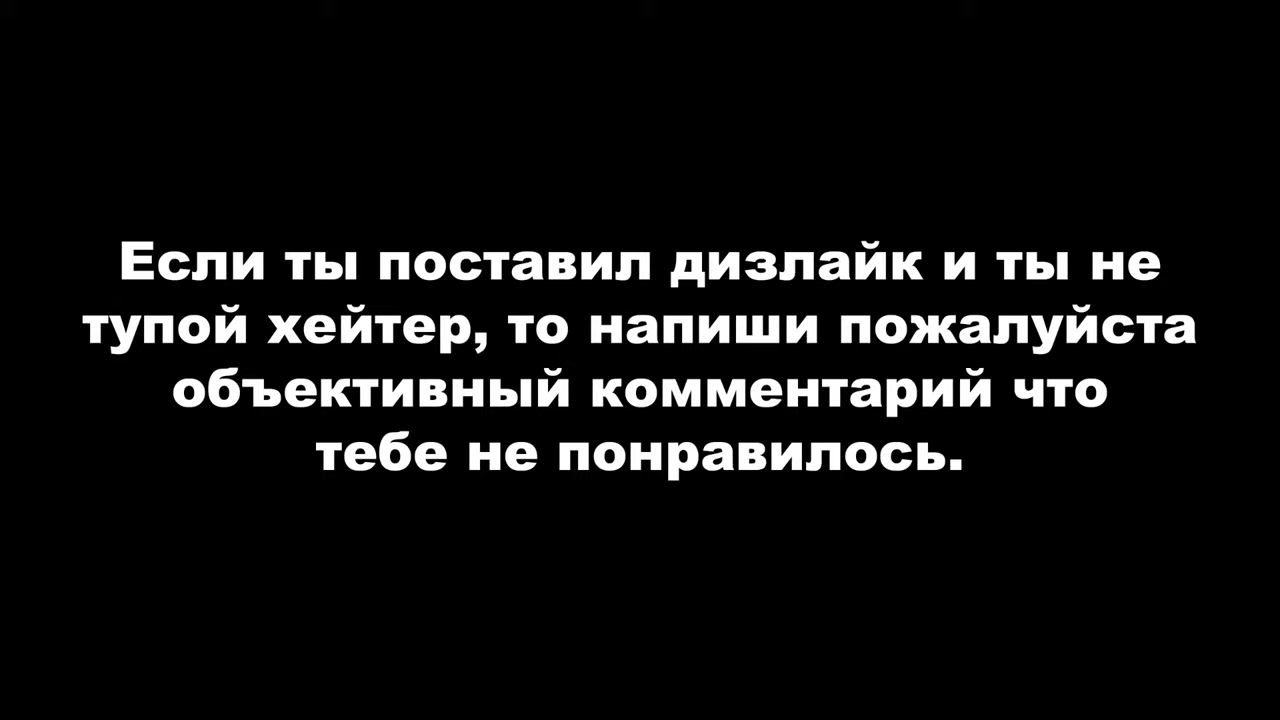 Если ты поставил дизлайк и ты не
тупой хейтер, то напиши пожалуйста
объективный комментарий что
тебе не понравилось.